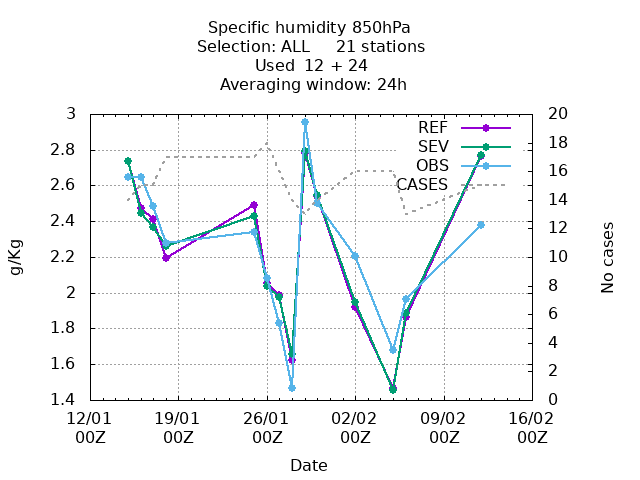 Specific humidity 850hPa
Selection: ALL     21 stations
Used  12 + 24
Averaging window: 24h
g/Kg
3
2.8
2.6
2.4
2.2
2
1.8
1.6
1.4
REF
SEV
OBS
CASES
20
18
16
14
12
10
8
6
4
2
0
No cases
12/01 19/01 26/01 02/02 09/02 16/02
00Z 00Z 00Z 00Z 00Z 00Z
Date